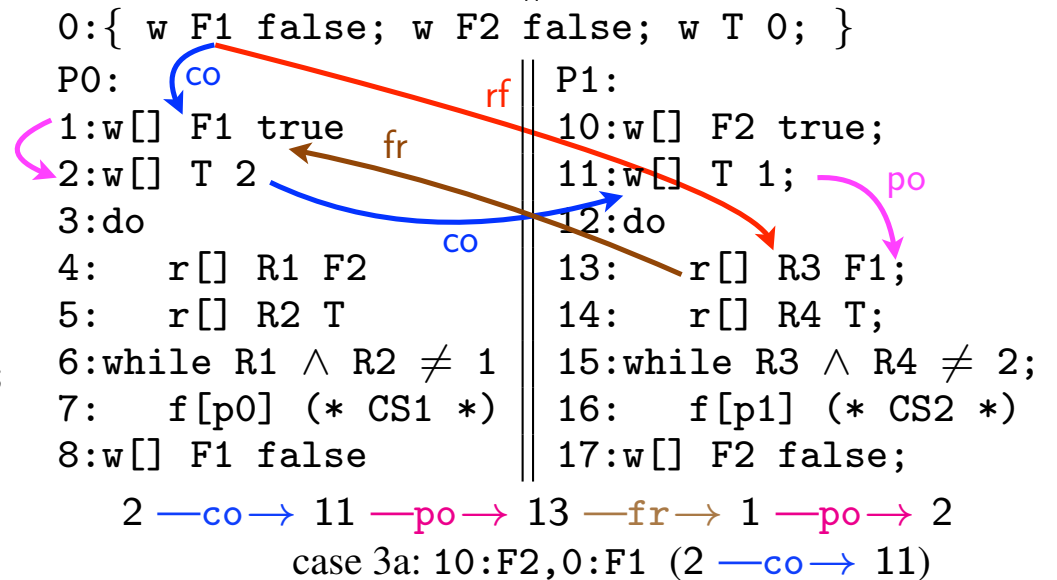 0:{ w F1 false; w F2 false; w T 0; }
P0:
co
1:w[] F1 true
2:w[] T 2
3:do
4:   r[] R1 F2
5:   r[] R2 T
6:while R1 ∧ R2 ≠ 1
7:   f[p0] (* CS1 *)
8:w[] F1 false
rf
fr
co
P1:
10:w[] F2 true;
11:w[] T 1;
po
12:do
13:   r[] R3 F1;
14:   r[] R4 T;
15:while R3 ∧ R4 ≠ 2;
16:   f[p1] (* CS2 *)
17:w[] F2 false;
2 —co→ 11 —po→ 13 —fr→ 1 —po→ 2
case 3a: 10:F2,0:F1 (2 —co→ 11)